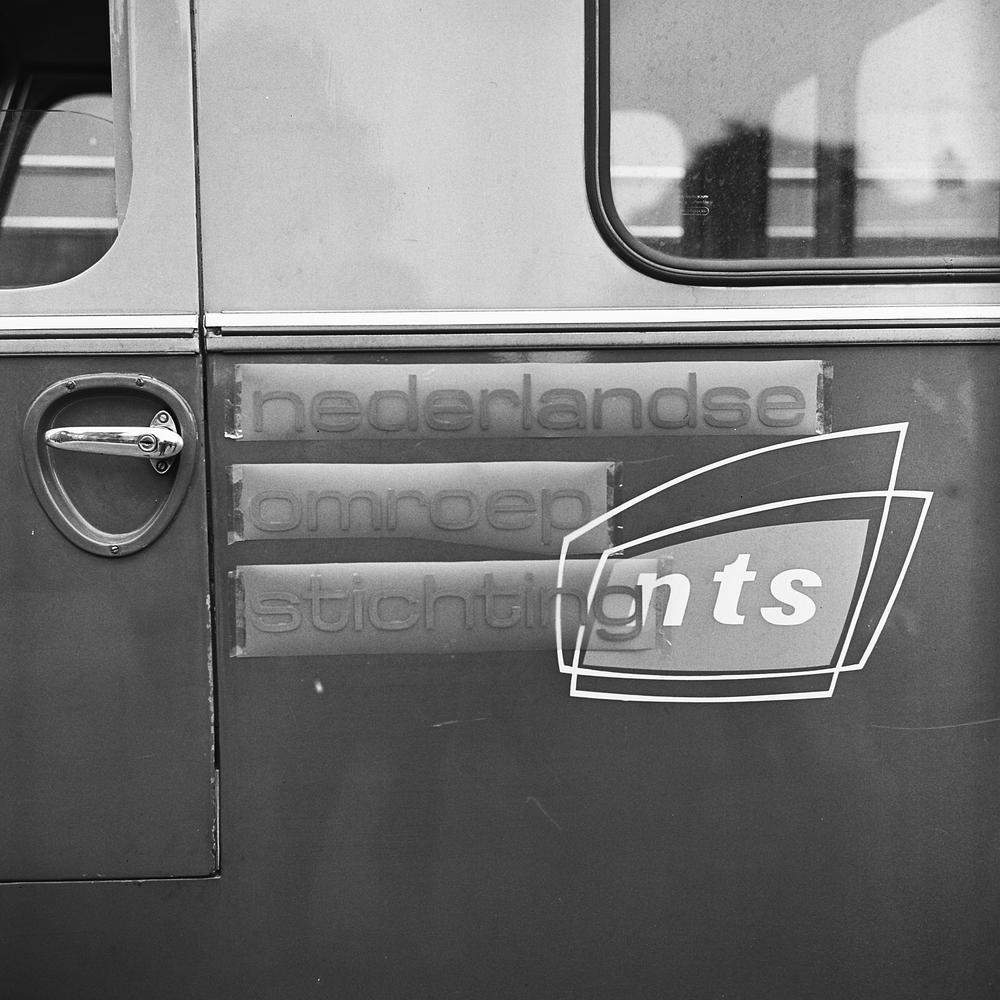 nederlandse
omroep
stichting
nts